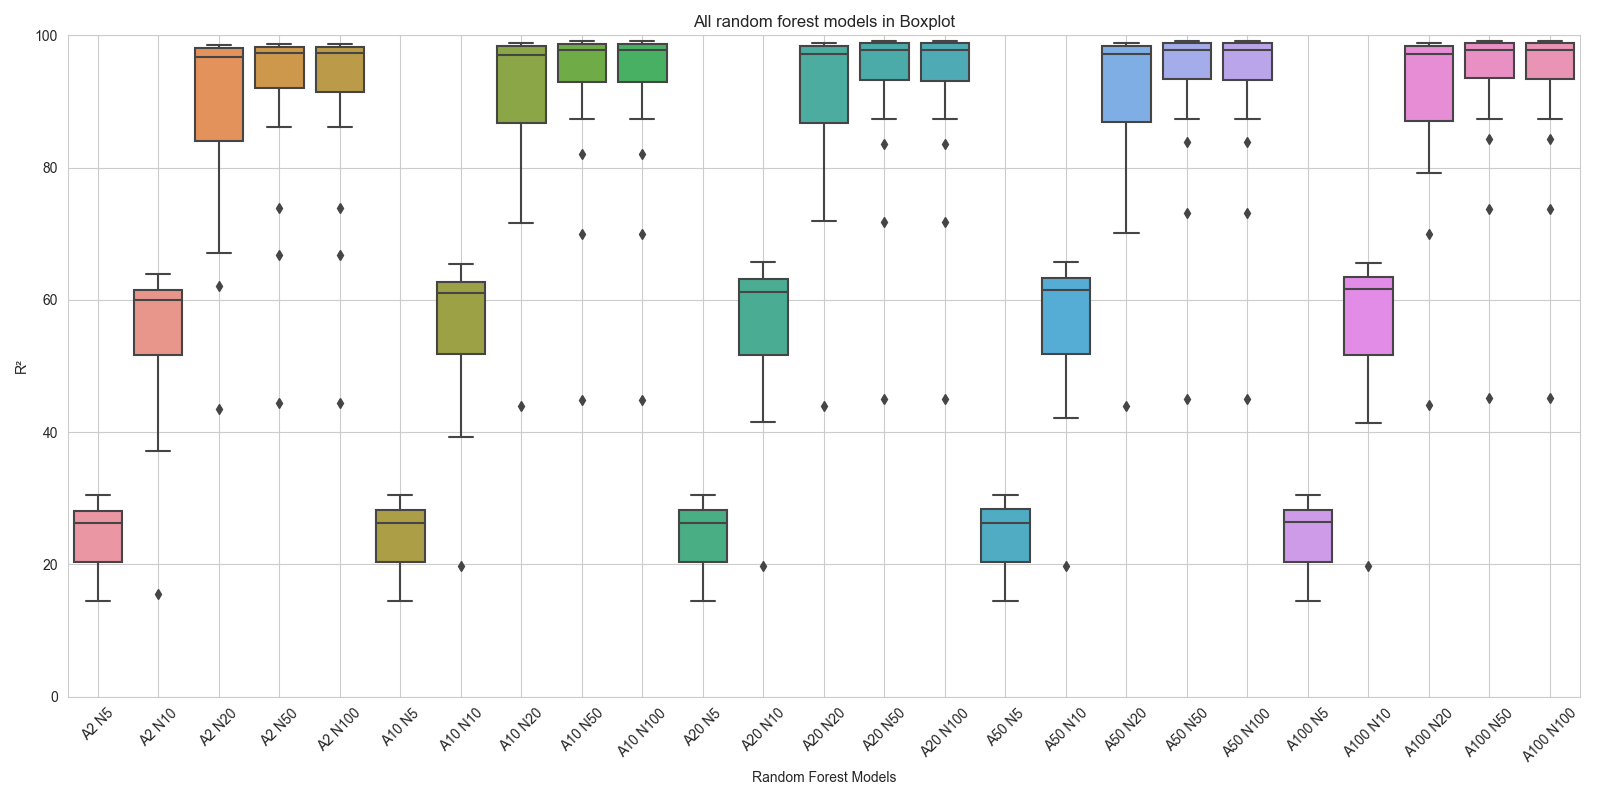 All random forest models in Boxplot
100
80
60
40
20
0
R²
A2 N5
A2 N10
A2 N20
A2 N50
A2 N100
A10 N5
A10 N10
A10 N20
A10 N50
A10 N100
A20 N5
A20 N10
A20 N20
A20 N50
A20 N100
A50 N5
A50 N10
A50 N20
A50 N50
A50 N100
A100 N5
A100 N10
A100 N20
A100 N50
A100 N100
Random Forest Models